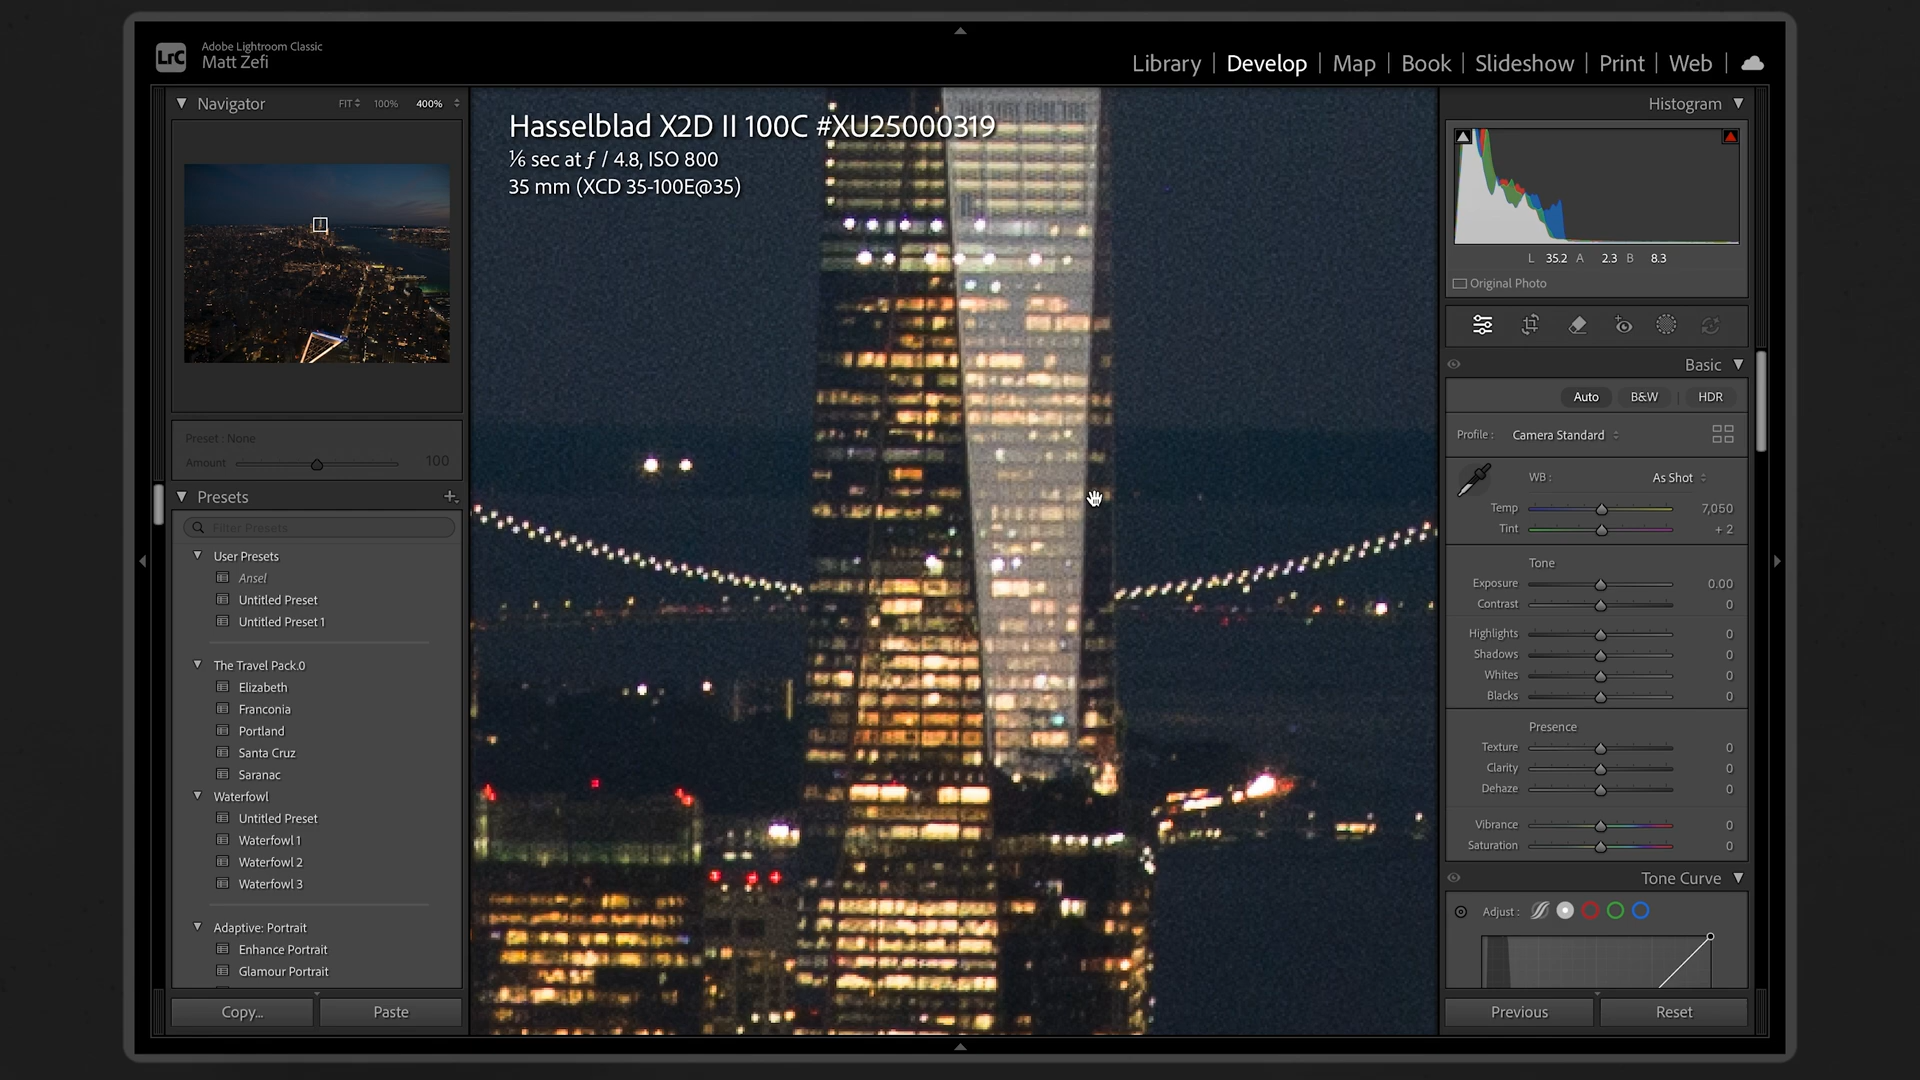 LrC
Adobe Lightroom Classic
Matt Zefi
Library | Develop | Map | Book | Slideshow | Print | Web
Navigator
FIT 100% 400%
Hasselblad X2D II 100C #XU25000319
⅙ sec at ƒ / 4.8, ISO 800
35 mm (XCD 35-100E@35)
Preset : None
Amount 100
Presets
Filter Presets
User Presets
Ansel
Untitled Preset
Untitled Preset 1
The Travel Pack.0
Elizabeth
Franconia
Portland
Santa Cruz
Saranac
Waterfowl
Untitled Preset
Waterfowl 1
Waterfowl 2
Waterfowl 3
Adaptive: Portrait
Enhance Portrait
Glamour Portrait
Copy...
Paste
Histogram
L 35.2 A 2.3 B 8.3
Original Photo
Basic
Auto B&W | HDR
Profile : Camera Standard
WB : As Shot
Temp 7,050
Tint + 2
Tone
Exposure 0.00
Contrast 0
Highlights 0
Shadows 0
Whites 0
Blacks 0
Presence
Texture 0
Clarity 0
Dehaze 0
Vibrance 0
Saturation 0
Tone Curve
Adjust :
Previous
Reset